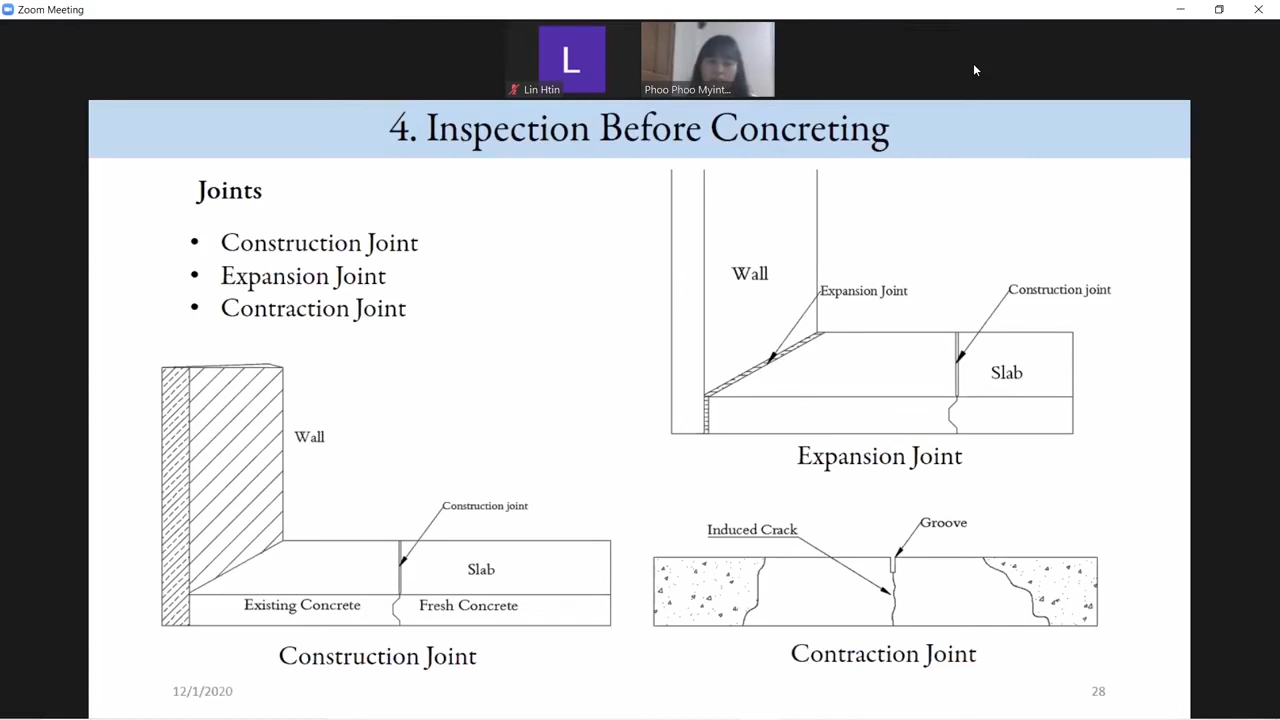 Zoom Meeting
L
Lin Htin
Phoo Phoo Myint...
4. Inspection Before Concreting
Joints
• Construction Joint
• Expansion Joint
• Contraction Joint
Wall
Construction joint
Slab
Existing Concrete
Fresh Concrete
Construction Joint
Wall
Expansion Joint
Construction joint
Slab
Expansion Joint
Induced Crack
Groove
Contraction Joint
12/1/2020
28